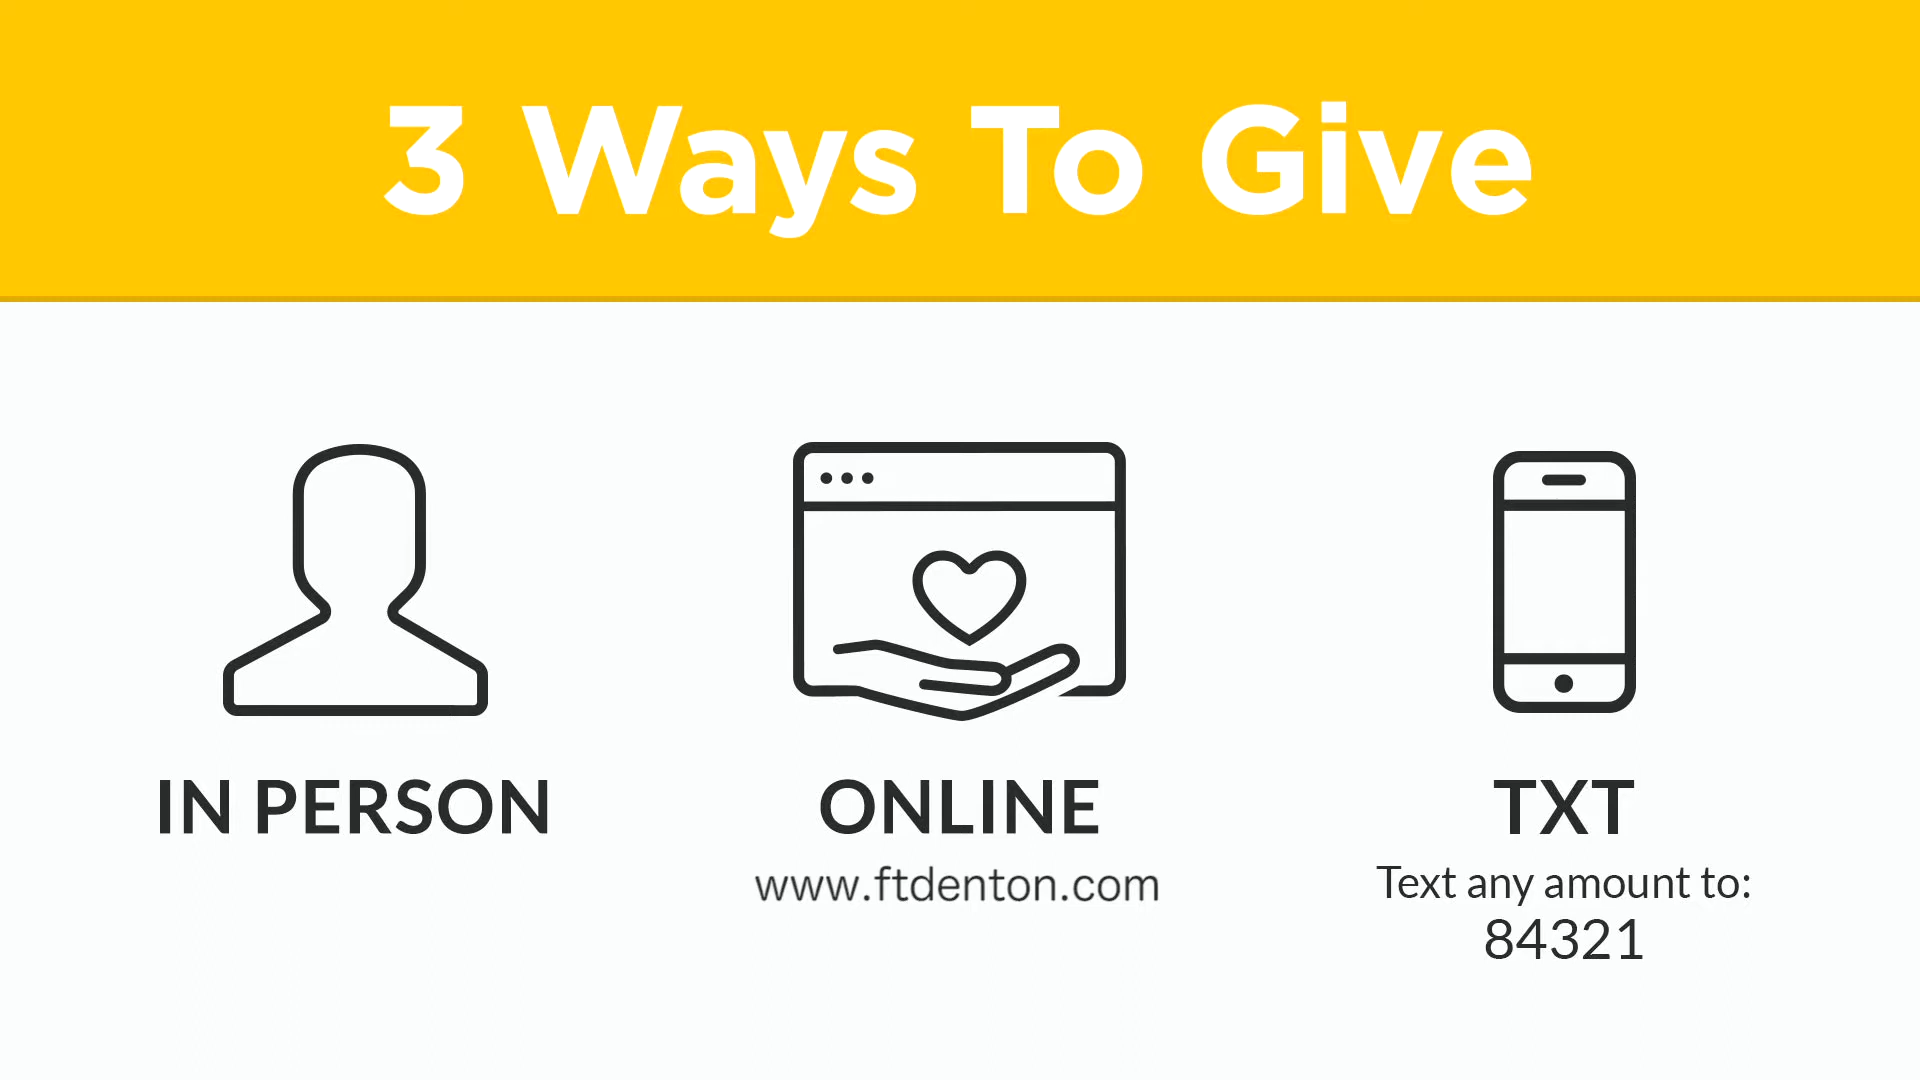 3 Ways To Give
IN PERSON
ONLINE
www.ftdenton.com
TXT
Text any amount to:
84321